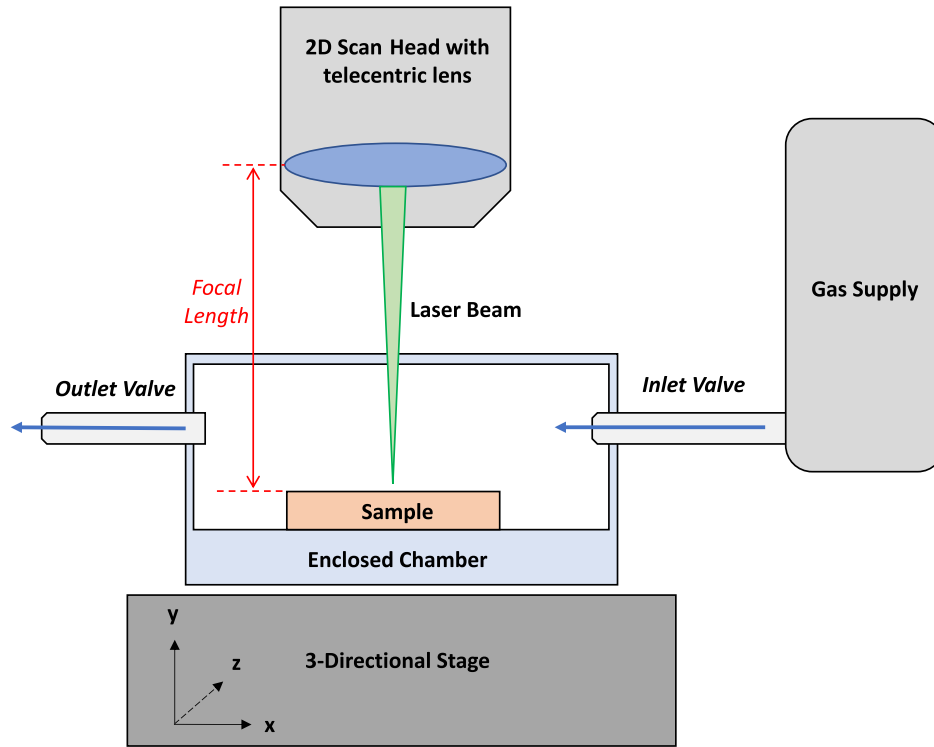 2D Scan Head with
telecentric lens
Focal
Length
Laser Beam
Gas Supply
Outlet Valve
Inlet Valve
Sample
Enclosed Chamber
y
z
x
3-Directional Stage